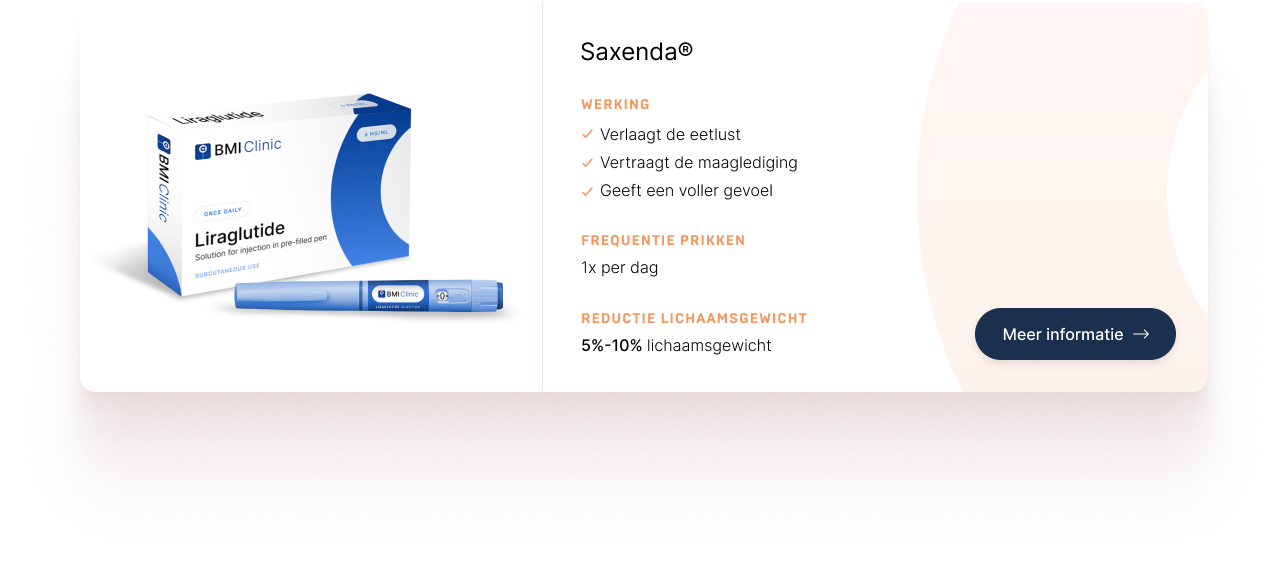 Saxenda®
WERKING
Verlaagt de eetlust
Vertraagt de maaglediging
Geeft een voller gevoel
FREQUENTIE PRIKKEN
1x per dag
REDUCTIE LICHAAMSGEWICHT
5%-10% lichaamsgewicht
Meer informatie
Liraglutide
6 MG/ML
BMI Clinic
BMI Clinic
ONCE DAILY
Liraglutide
Solution for injection in pre-filled pen
SUBCUTANEOUS USE
BMI Clinic
LIRAGLUTIDE INJECTION
0